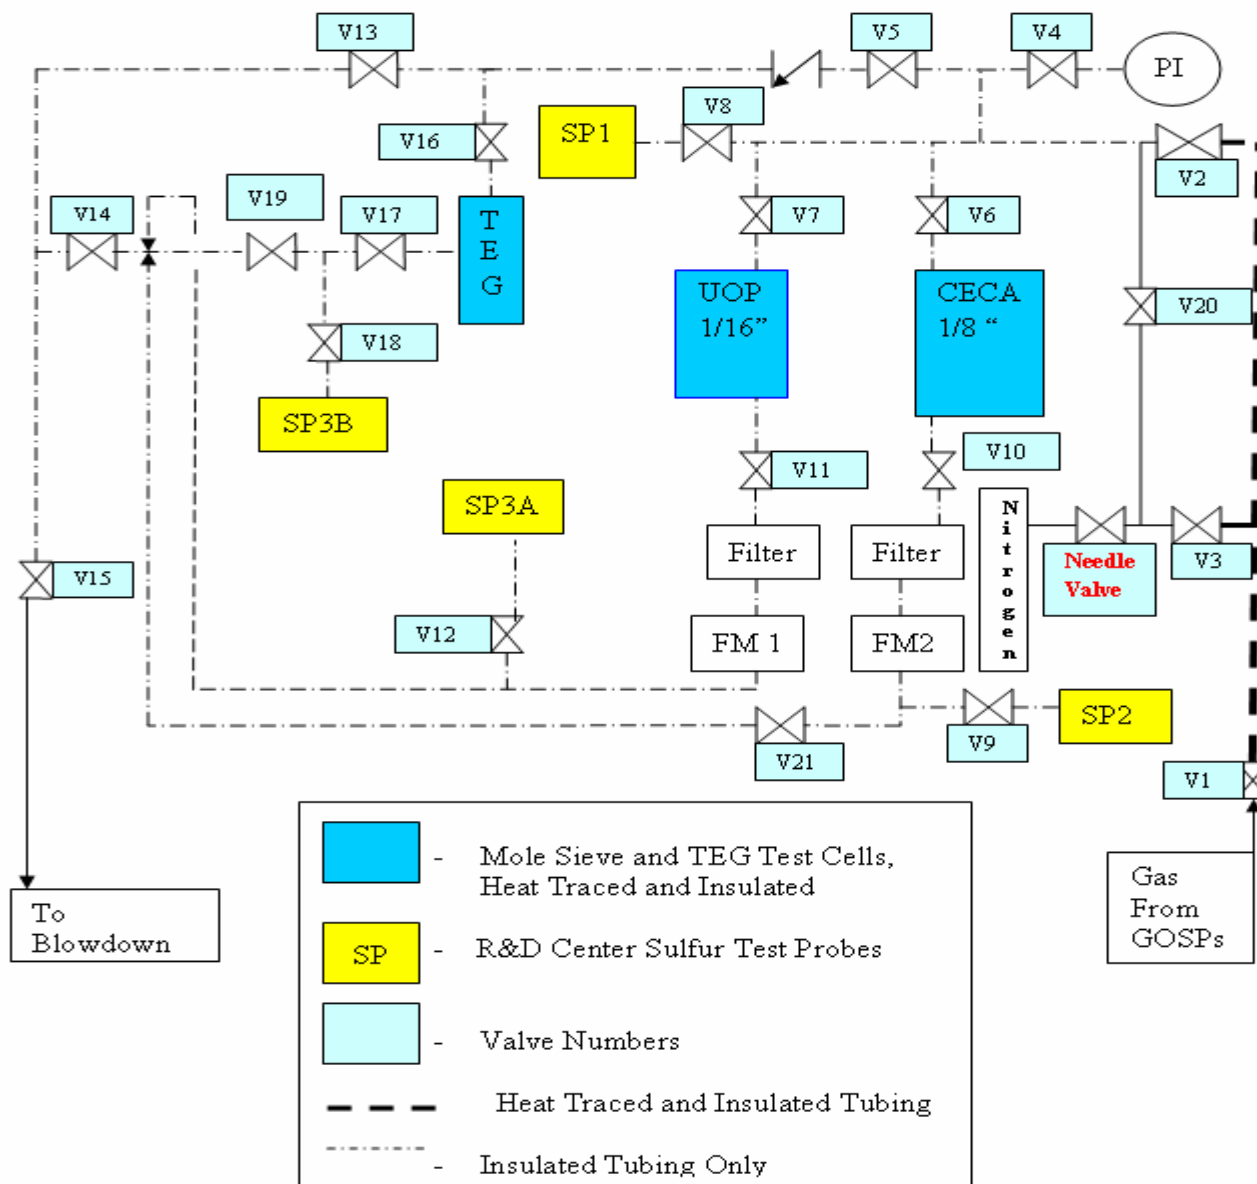 V13
V5
V4
PI
V8
SP1
V16
V2
V14
V19
V17
T
E
G
V7
V6
UOP
1/16”
CECA
1/8 “
V20
V18
SP3B
V11
V10
SP3A
Filter
Filter
N
i
t
r
o
g
e
n
Needle
Valve
V3
V15
V12
FM 1
FM2
SP2
V9
V21
V1
To
Blowdown
Gas
From
GOSPs
- Mole Sieve and TEG Test Cells,
Heat Traced and Insulated
SP - R&D Center Sulfur Test Probes
- Valve Numbers
Heat Traced and Insulated Tubing
- Insulated Tubing Only